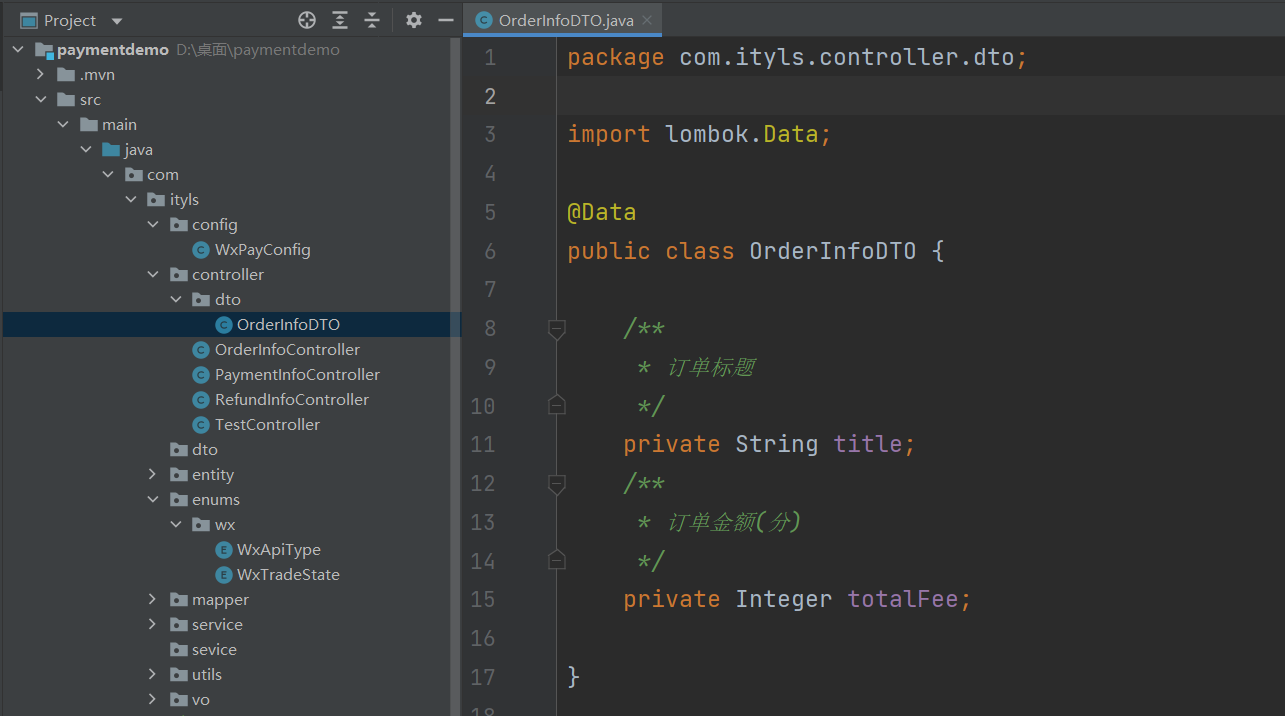 Project
paymentdemo D:\桌面\paymentdemo
.mvn
src
main
java
com
ityls
config
WxPayConfig
controller
dto
OrderInfoDTO
OrderInfoController
PaymentInfoController
RefundInfoController
TestController
dto
entity
enums
wx
WxApiType
WxTradeState
mapper
service
sevice
utils
vo
OrderInfoDTO.java
1 package com.ityls.controller.dto;
2
3 import lombok.Data;
4
5 @Data
6 public class OrderInfoDTO {
7
8 /**
9 * 订单标题
10 */
11 private String title;
12 /**
13 * 订单金额(分)
14 */
15 private Integer totalFee;
16
17 }
18